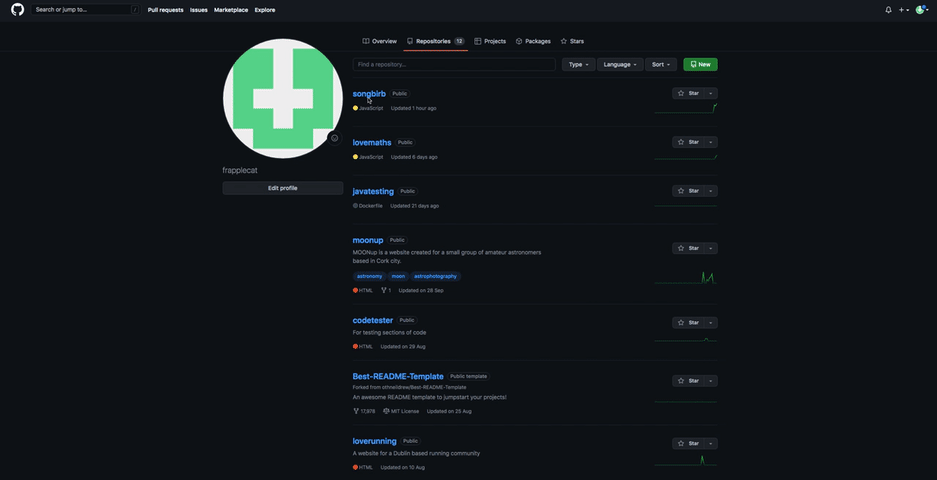 Search or jump to... /
Pull requests Issues Marketplace Explore
Overview Repositories 12 Projects Packages Stars
Find a repository... Type Language Sort New
songbirb Public Star
JavaScript Updated 1 hour ago
lovemaths Public Star
JavaScript Updated 6 days ago
frappiecat
Edit profile
javatesting Public Star
Dockerfile Updated 21 days ago
moonup Public Star
MOONup is a website created for a small group of amateur astronomers
based in Cork city.
astronomy moon astrophotography
HTML 1 Updated on 28 Sep
codetester Public Star
For testing sections of code
HTML Updated on 29 Aug
Best-README-Template Public template Star
Forked from othneildrew/Best-README-Template
An awesome README template to jumpstart your projects!
17,978 MIT License Updated on 25 Aug
loverunning Public Star
A website for a Dublin based running community
HTML Updated on 10 Aug